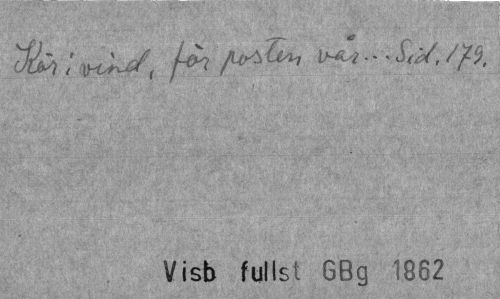 Kör i vind, för posten vår... Sid. 179.
Visb fullst GBg 1862